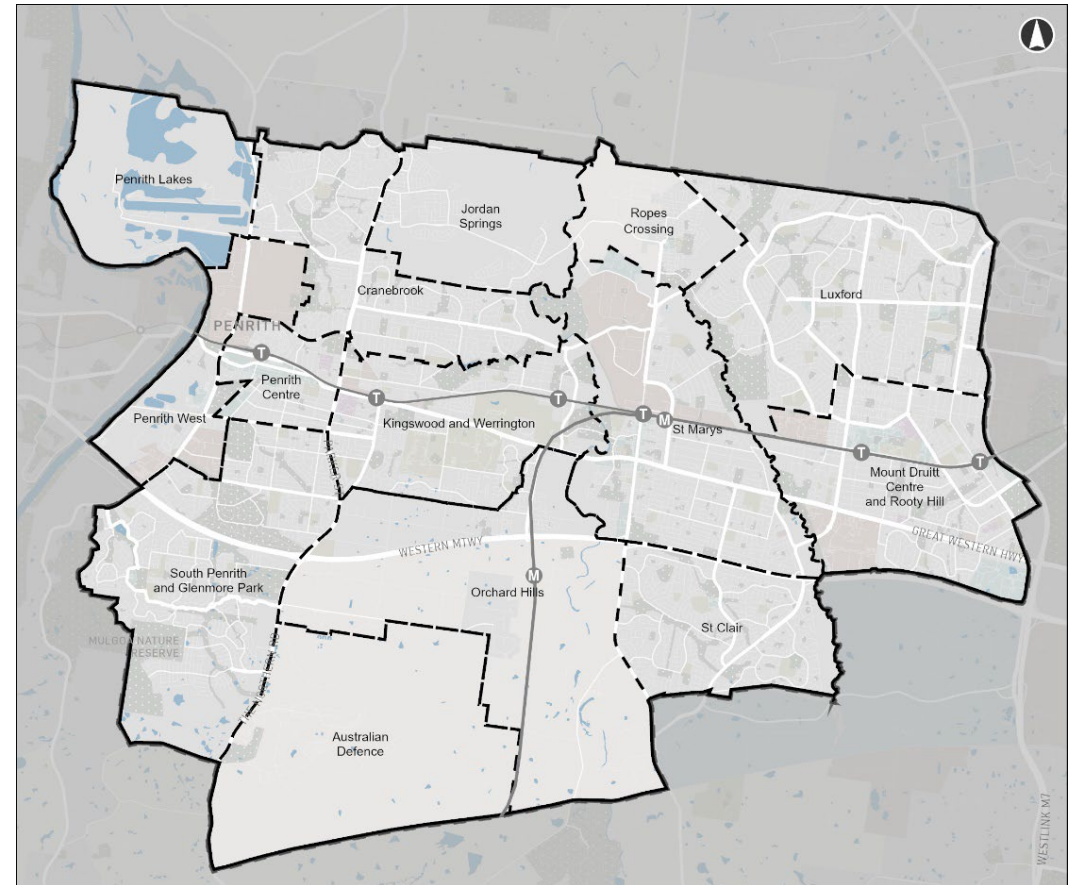 Penrith Lakes
Jordan
Springs
Ropes
Crossing
Cranebrook
Luxford
PENRITH
T
Penrith
Centre
T
T
Penrith West
Kingswood and Werrington
T
M
St Marys
T
T
Mount Druitt
Centre
and Rooty Hill
GREAT WESTERN HWY
WESTERN MTWY
South Penrith
and Glenmore Park
M
Orchard Hills
St Clair
MULGOA NATURE
RESERVE
Australian
Defence
WESTLINK M7